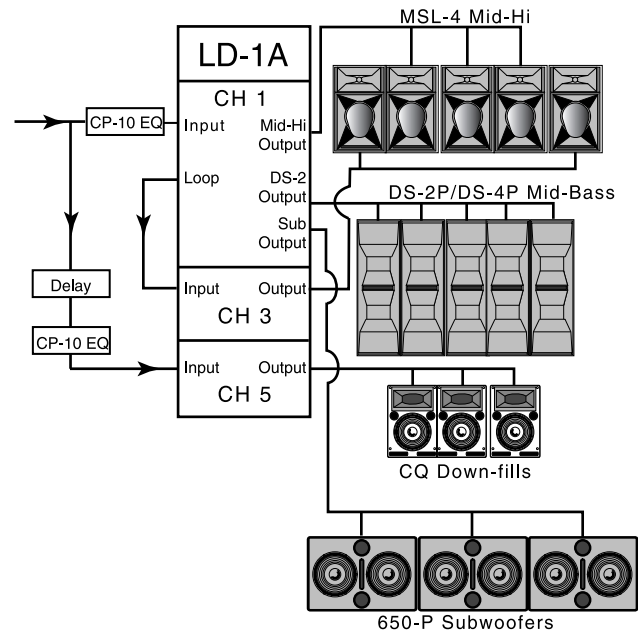 MSL-4 Mid-Hi
LD-1A
CH 1
CP-10 EQ
Input
Mid-Hi
Output
Loop
DS-2
Output
DS-2P/DS-4P Mid-Bass
Sub
Output
Delay
Input
Output
CH 3
CP-10 EQ
Input
Output
CH 5
CQ Down-fills
650-P Subwoofers